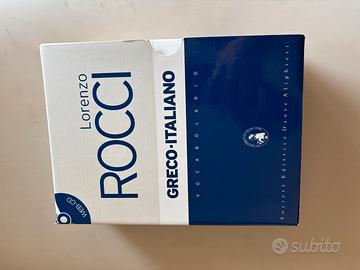 Lorenzo
ROCCI
GRECO-ITALIANO
VOCABOLARIO
Società Editrice Dante Alighieri
WEB-CD
subito